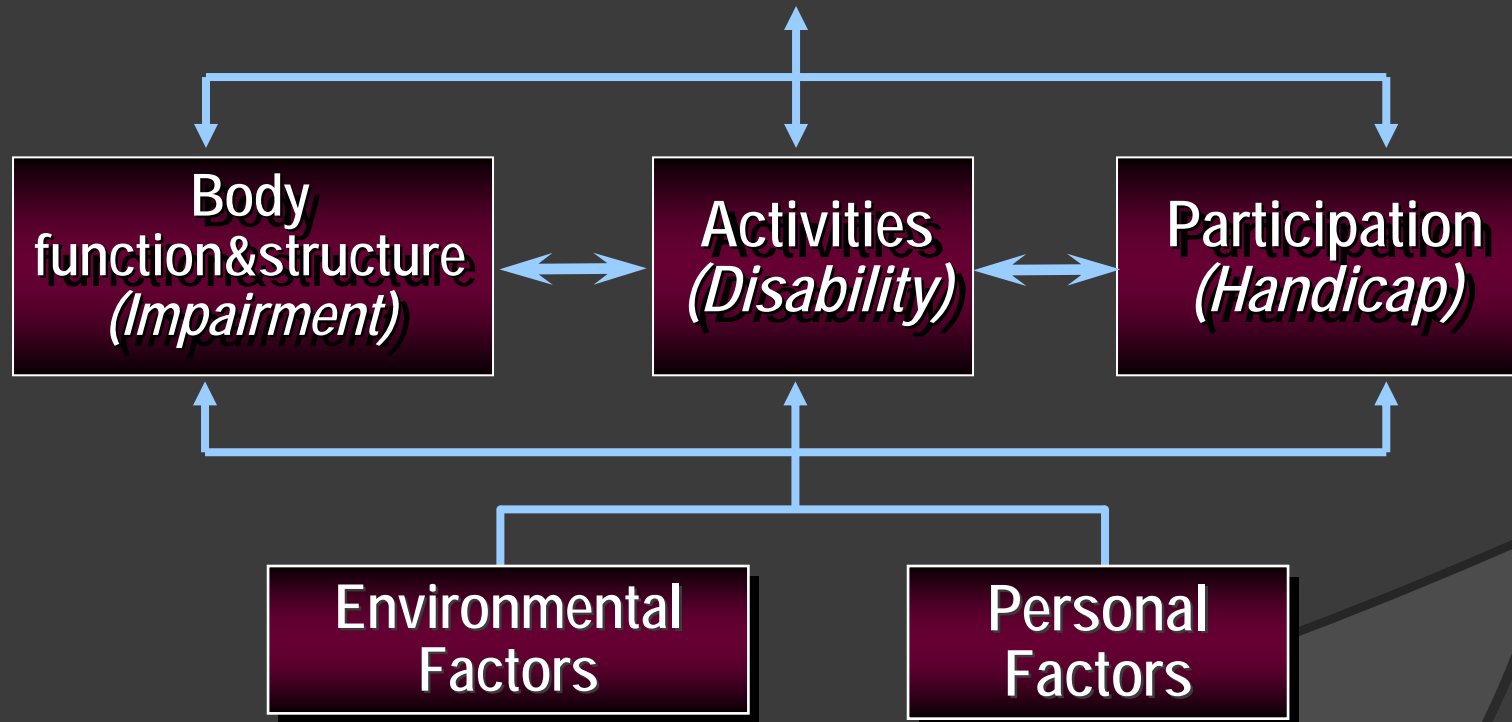 Body
function&structure
(Impairment)
Activities
(Disability)
Participation
(Handicap)
Environmental
Factors
Personal
Factors